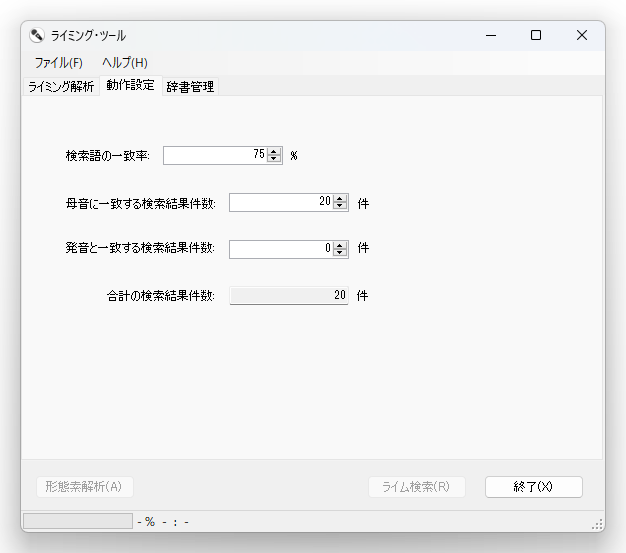 ライミング・ツール
ファイル(F) ヘルプ(H)
ライミング解析 動作設定 辞書管理
検索語の一致率: 75 %
母音に一致する検索結果件数: 20 件
発音と一致する検索結果件数: 0 件
合計の検索結果件数: 20 件
形態素解析(A) ライム検索(R) 終了(X)
- % - : -